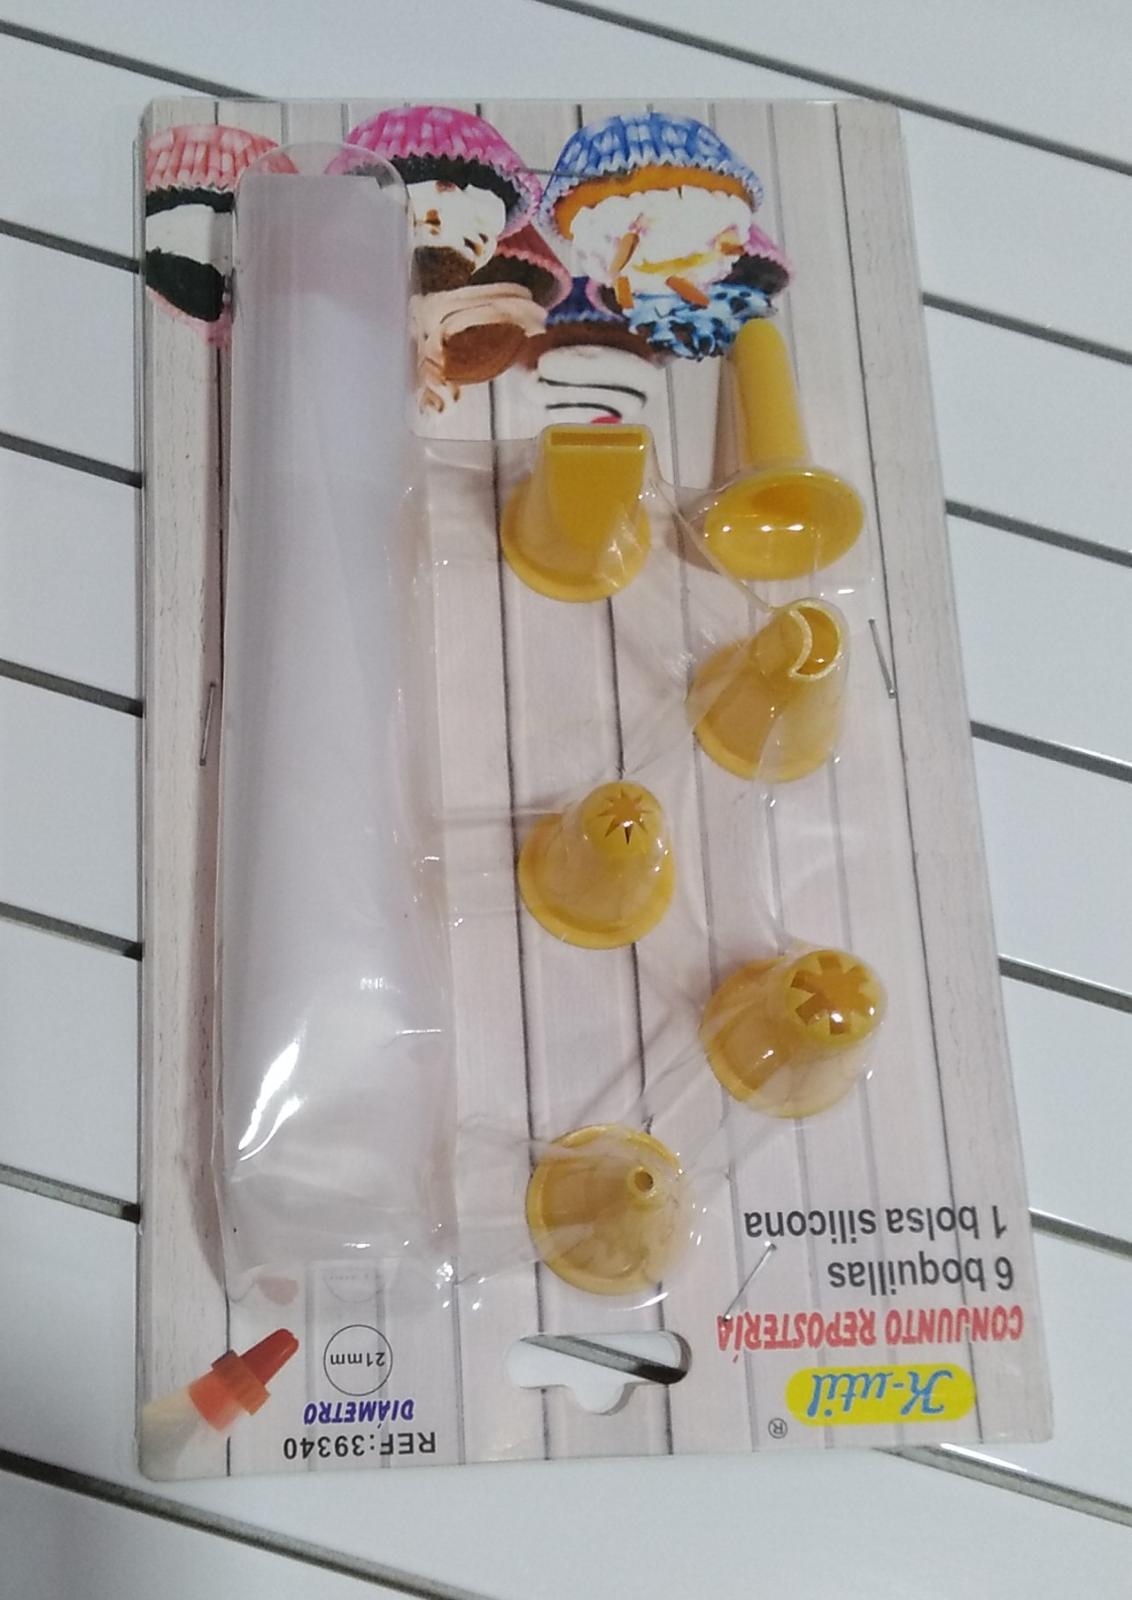 K-util ®
CONJUNTO REPOSTERÍA
6 boquillas
1 bolsa silicona
REF:39340
DIÁMETRO
21mm